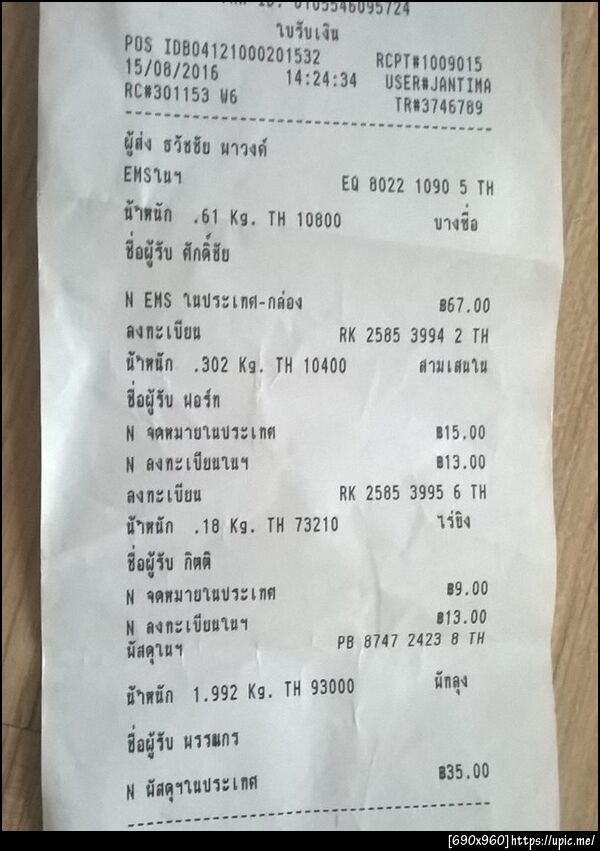 TAX ID: 0105546095724
ใบรับเงิน
POS IDB04121000201532 RCPT#1009015
15/08/2016 14:24:34 USER#JANTIMA
RC#301153 W6 TR#3746789
ผู้ส่ง ธวัชชัย ผาวงค์
EMSในฯ EQ 8022 1090 5 TH
น้ำหนัก .61 Kg. TH 10800 บางซื่อ
ชื่อผู้รับ ศักดิ์ชัย
N EMS ในประเทศ-กล่อง ฿67.00
ลงทะเบียน RK 2585 3994 2 TH
น้ำหนัก .302 Kg. TH 10400 สามเสนใน
ชื่อผู้รับ ฟอร์ท
N จดหมายในประเทศ ฿15.00
N ลงทะเบียนในฯ ฿13.00
ลงทะเบียน RK 2585 3995 6 TH
น้ำหนัก .18 Kg. TH 73210 ไร่ขิง
ชื่อผู้รับ กิตติ
N จดหมายในประเทศ ฿9.00
N ลงทะเบียนในฯ ฿13.00
พัสดุในฯ PB 8747 2423 8 TH
น้ำหนัก 1.992 Kg. TH 93000 พัทลุง
ชื่อผู้รับ พรรณกร
N พัสดุฯในประเทศ ฿35.00
[690x960]https://upic.me/